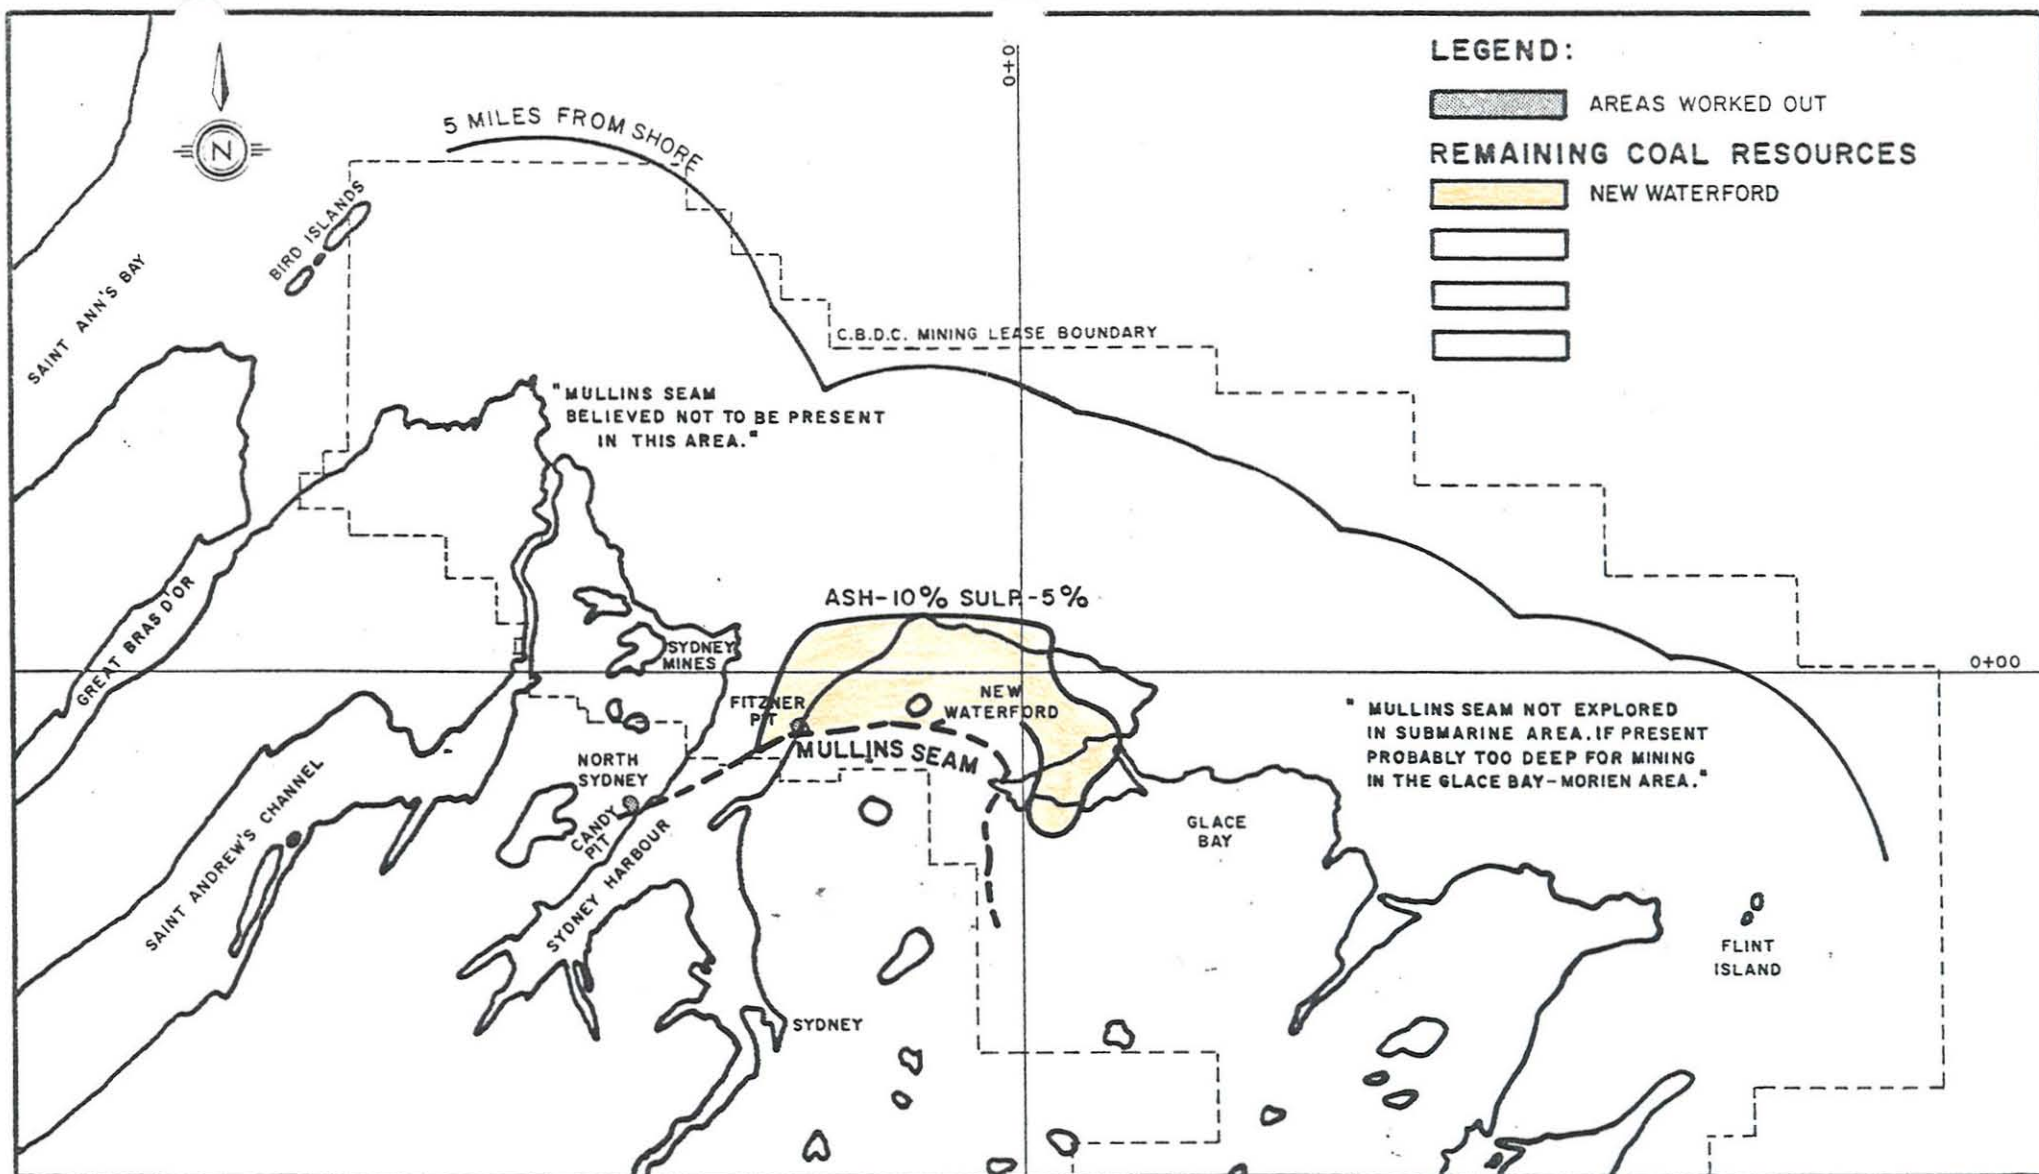 LEGEND:
AREAS WORKED OUT
REMAINING COAL RESOURCES
NEW WATERFORD
0+0
N
5 MILES FROM SHORE
BIRD ISLANDS
SAINT ANN'S BAY
C.B.D.C. MINING LEASE BOUNDARY
"MULLINS SEAM
BELIEVED NOT TO BE PRESENT
IN THIS AREA."
GREAT BRAS D'OR
ASH-10% SULP.-5%
SYDNEY
MINES
0+00
FITZNER
PIT
NEW
WATERFORD
MULLINS SEAM
" MULLINS SEAM NOT EXPLORED
IN SUBMARINE AREA. IF PRESENT
PROBABLY TOO DEEP FOR MINING
IN THE GLACE BAY-MORIEN AREA."
NORTH
SYDNEY
CANDY
PIT
SAINT ANDREW'S CHANNEL
SYDNEY HARBOUR
GLACE
BAY
FLINT
ISLAND
SYDNEY